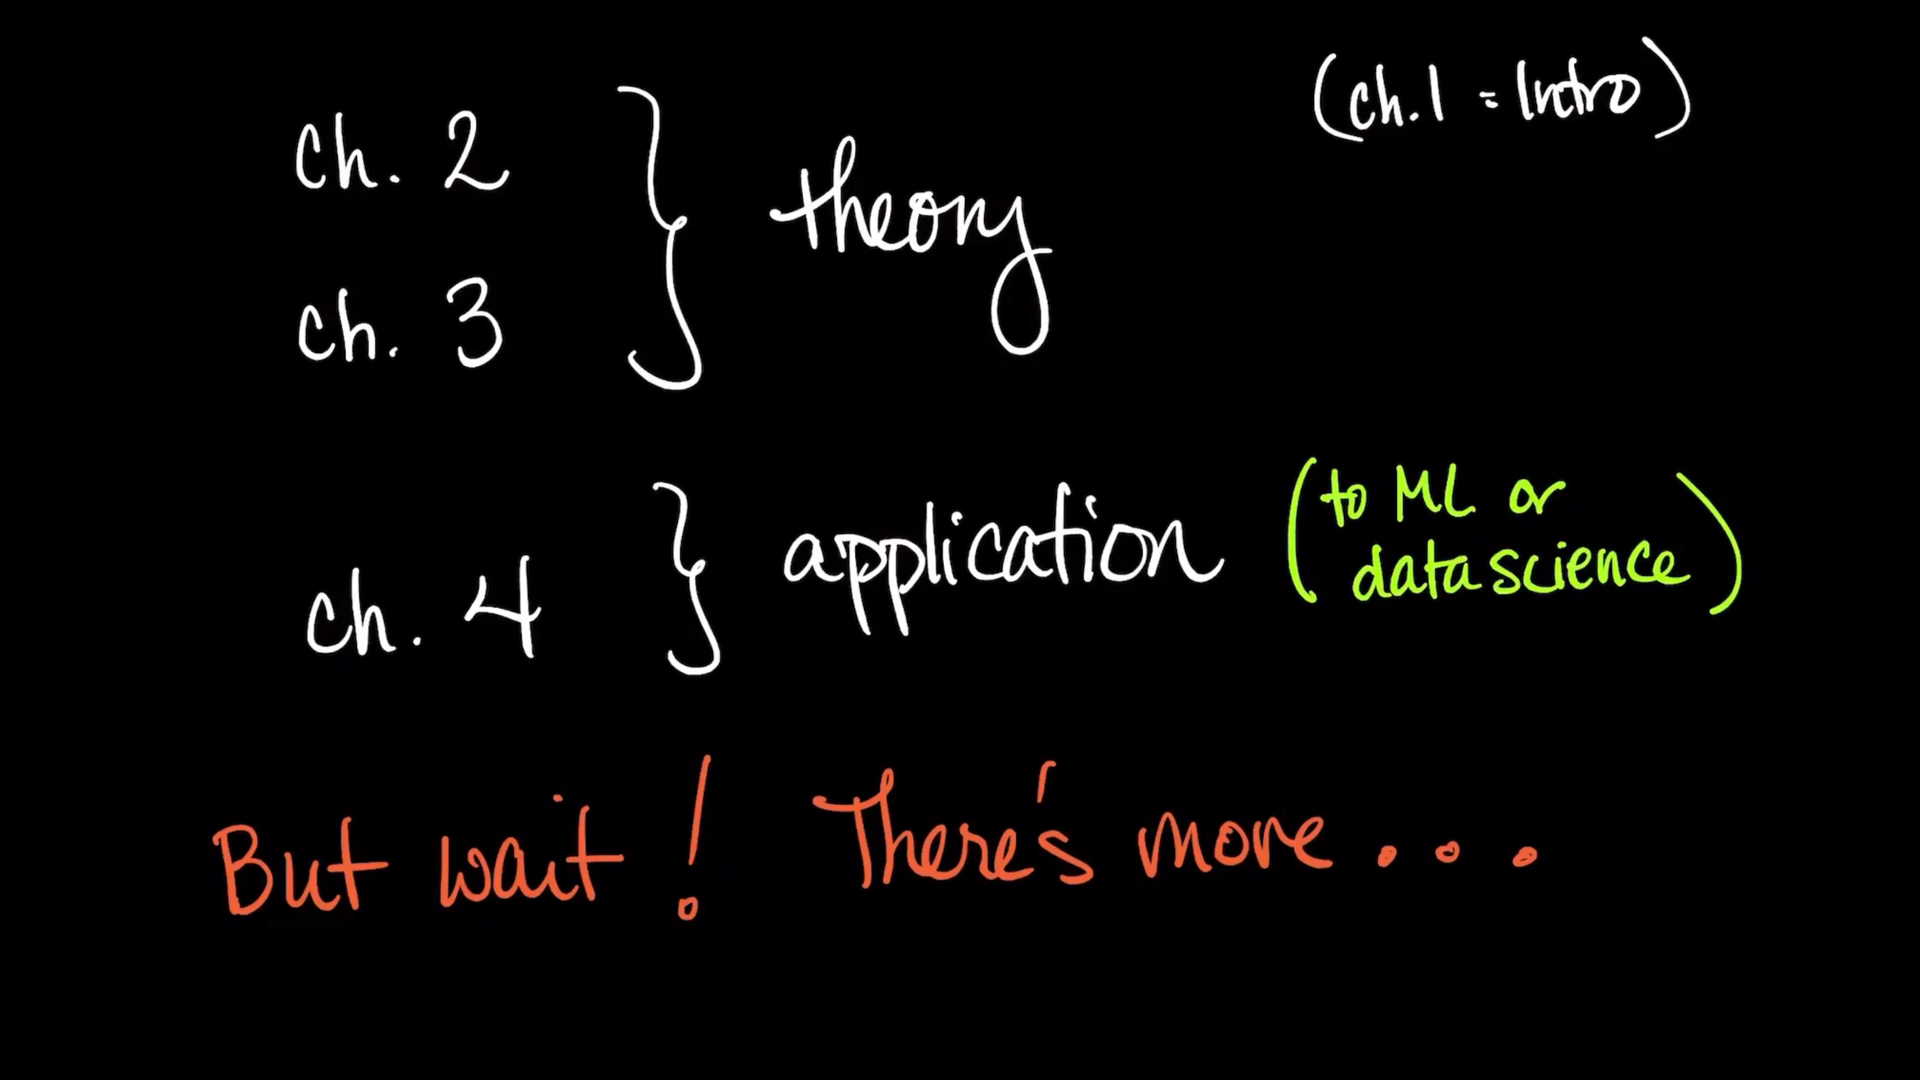 (ch.1 = Intro)
ch. 2
ch. 3
} theory
ch. 4 } application (to ML or
data science)
But wait! There's more...